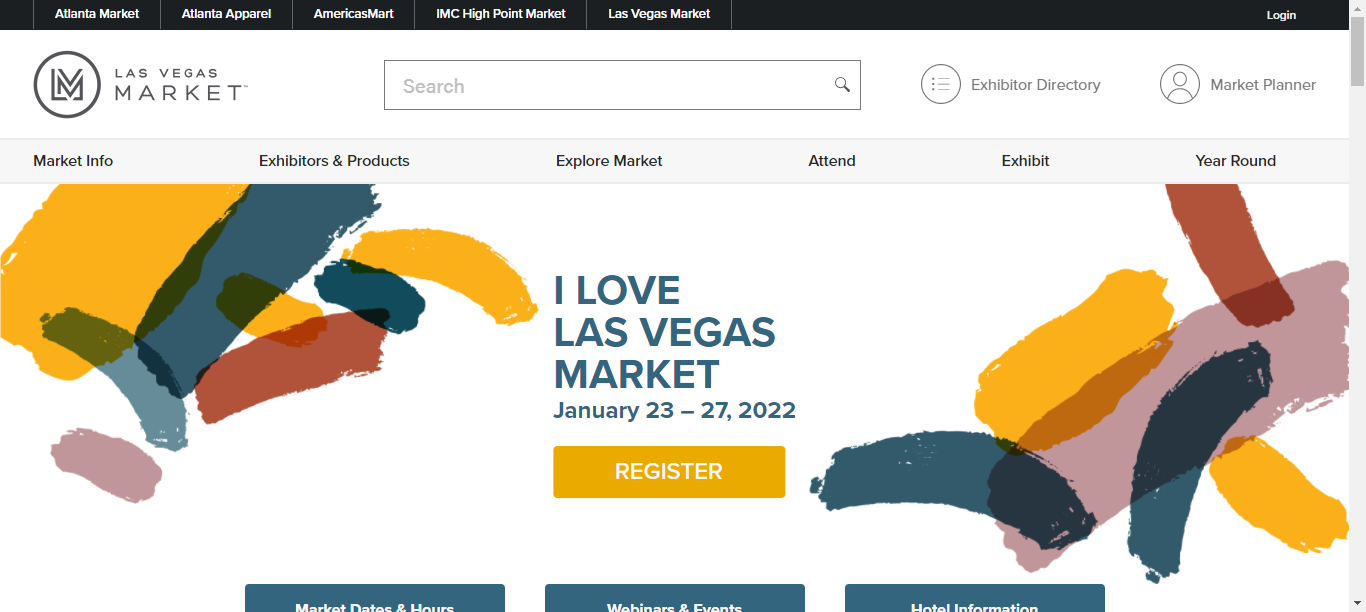 Atlanta Market
Atlanta Apparel
AmericasMart
IMC High Point Market
Las Vegas Market
Login
LAS VEGAS
MARKET™
Search
Exhibitor Directory
Market Planner
Market Info
Exhibitors & Products
Explore Market
Attend
Exhibit
Year Round
I LOVE
LAS VEGAS
MARKET
January 23 – 27, 2022
REGISTER
Market Dates & Hours
Webinars & Events
Hotel Information